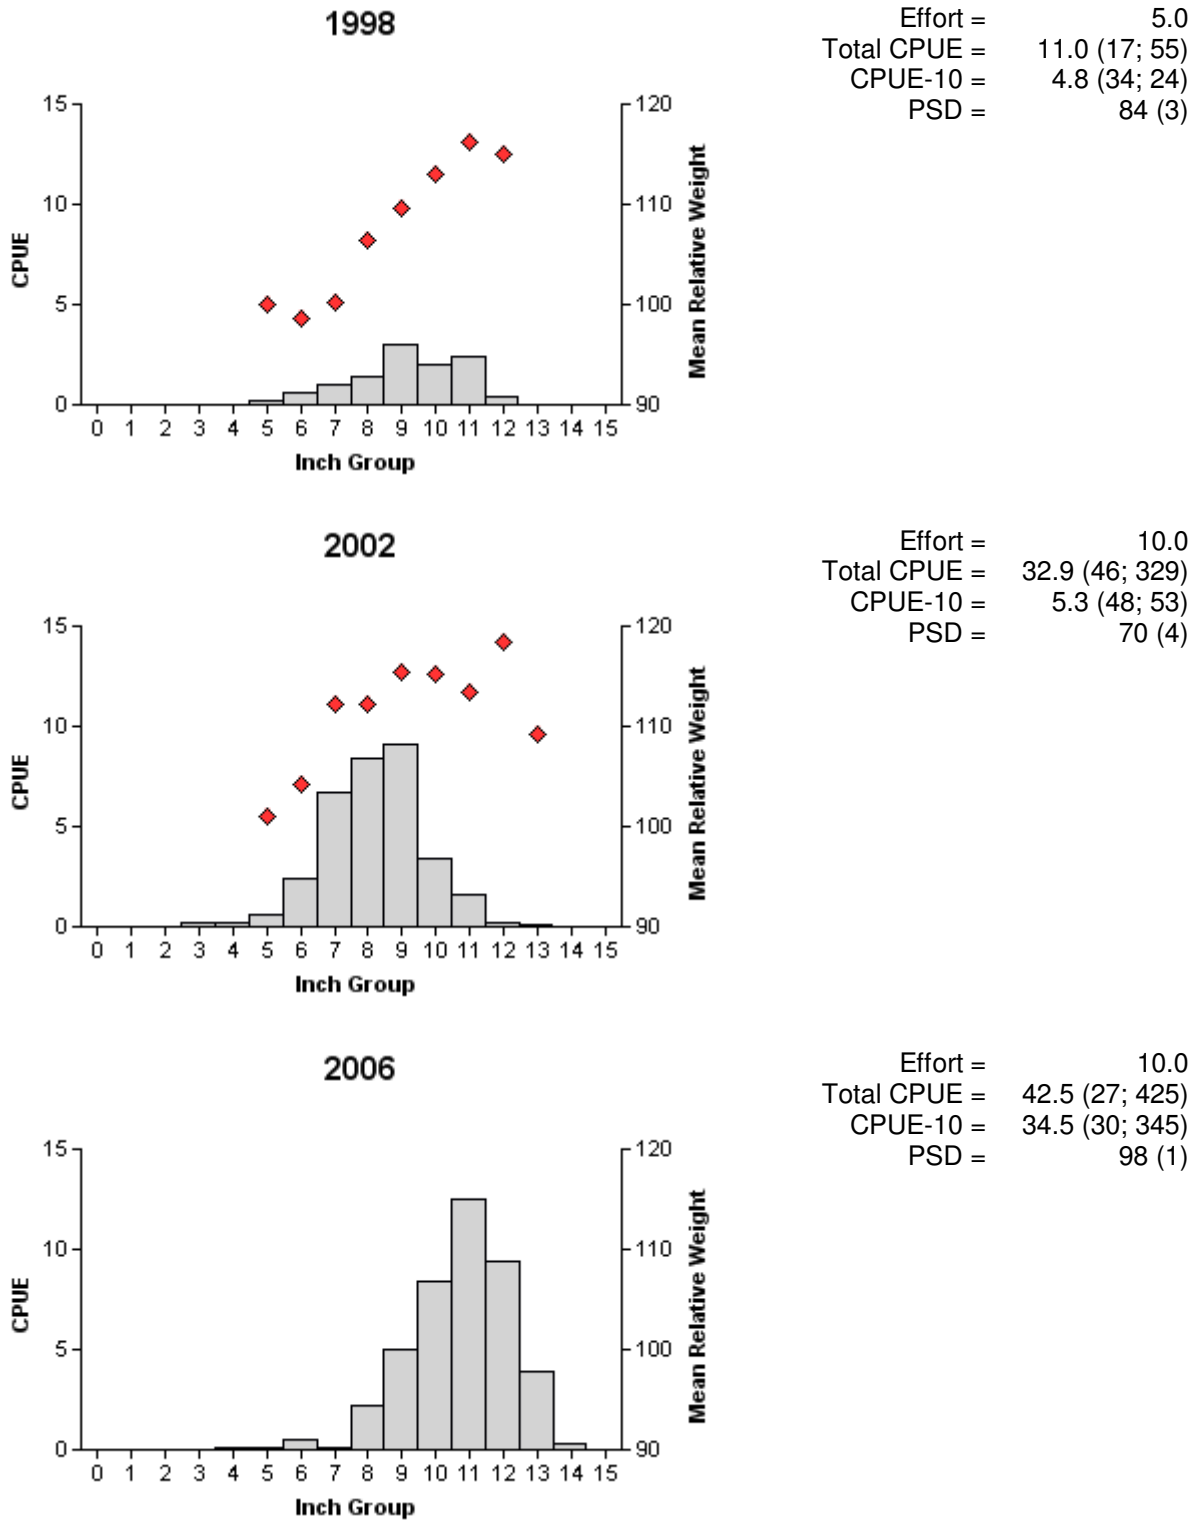 1998
Effort = 5.0
Total CPUE = 11.0 (17; 55)
CPUE-10 = 4.8 (34; 24)
PSD = 84 (3)
15
10
5
0
CPUE
120
110
100
90
Mean Relative Weight
0 1 2 3 4 5 6 7 8 9 10 11 12 13 14 15
Inch Group
2002
Effort = 10.0
Total CPUE = 32.9 (46; 329)
CPUE-10 = 5.3 (48; 53)
PSD = 70 (4)
15
10
5
0
CPUE
120
110
100
90
Mean Relative Weight
0 1 2 3 4 5 6 7 8 9 10 11 12 13 14 15
Inch Group
2006
Effort = 10.0
Total CPUE = 42.5 (27; 425)
CPUE-10 = 34.5 (30; 345)
PSD = 98 (1)
15
10
5
0
CPUE
120
110
100
90
Mean Relative Weight
0 1 2 3 4 5 6 7 8 9 10 11 12 13 14 15
Inch Group